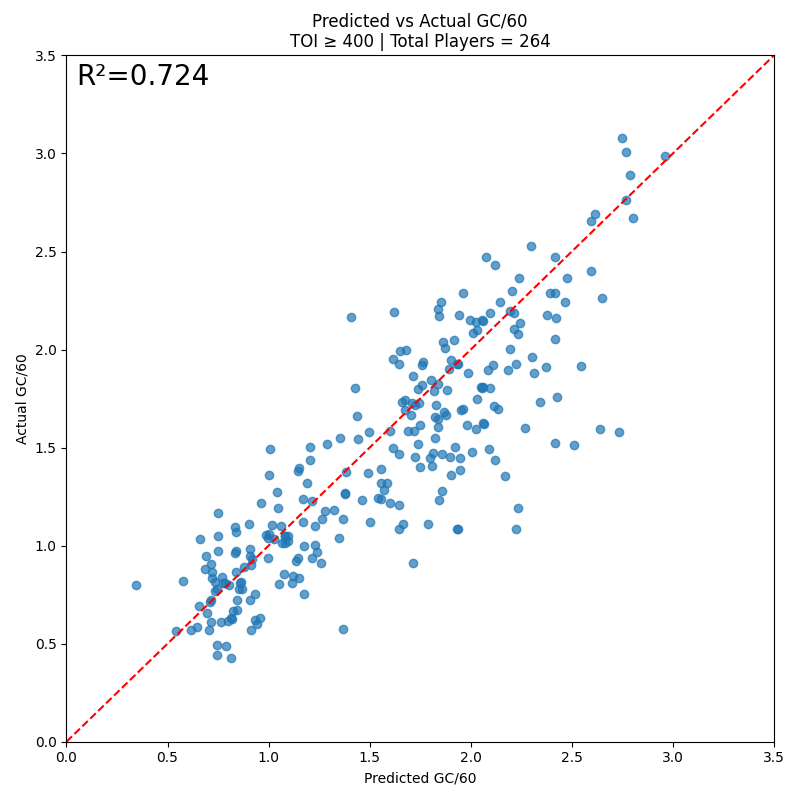 Predicted vs Actual GC/60
TOI ≥ 400 | Total Players = 264
R²=0.724
3.5
3.0
2.5
2.0
1.5
1.0
0.5
0.0
Actual GC/60
0.0 0.5 1.0 1.5 2.0 2.5 3.0 3.5
Predicted GC/60